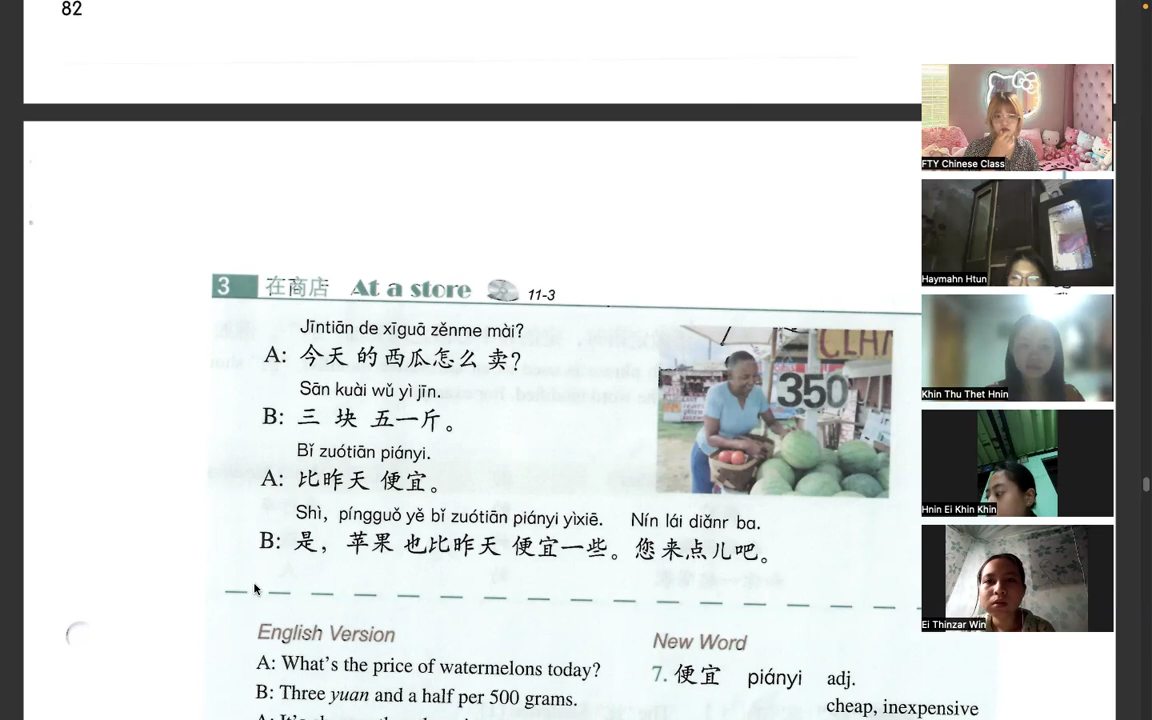 82
3 在商店 At a store 11-3
Jīntiān de xīguā zěnme mài?
A: 今天 的 西瓜怎么 卖?
Sān kuài wǔ yì jīn.
B: 三 块 五一斤。
Bǐ zuótiān piányi.
A: 比昨天 便宜。
Shì, píngguǒ yě bǐ zuótiān piányi yìxiē. Nín lái diǎnr ba.
B: 是, 苹果 也比昨天 便宜一些。您来点儿吧。
350
English Version
A: What's the price of watermelons today?
B: Three yuan and a half per 500 grams.
New Word
7. 便宜 piányi adj.
cheap, inexpensive
FTY Chinese Class
Haymahn Htun
Khin Thu Thet Hnin
Hnin Ei Khin Khin
Ei Thinzar Win